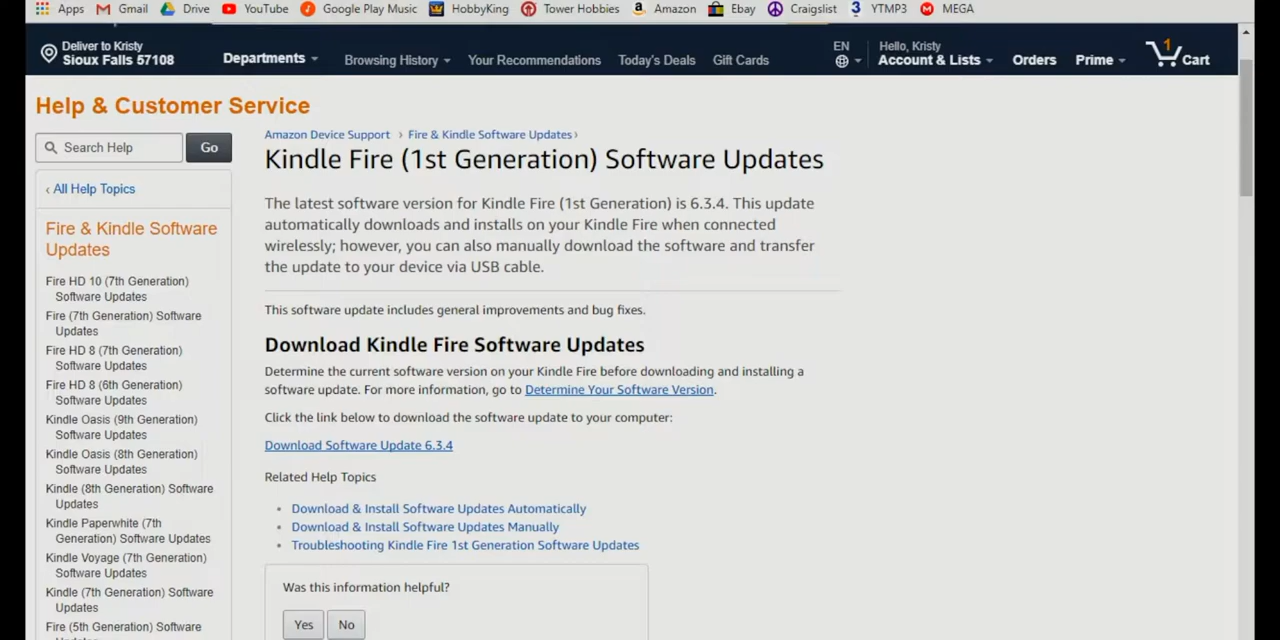 Apps Gmail Drive YouTube Google Play Music HobbyKing Tower Hobbies Amazon Ebay Craigslist YTMP3 MEGA
Deliver to Kristy
Sioux Falls 57108
Departments Browsing History Your Recommendations Today's Deals Gift Cards
EN
Hello, Kristy
Account & Lists
Orders Prime 1 Cart
Help & Customer Service
Search Help Go
‹ All Help Topics
Fire & Kindle Software
Updates
Fire HD 10 (7th Generation)
Software Updates
Fire (7th Generation) Software
Updates
Fire HD 8 (7th Generation)
Software Updates
Fire HD 8 (6th Generation)
Software Updates
Kindle Oasis (9th Generation)
Software Updates
Kindle Oasis (8th Generation)
Software Updates
Kindle (8th Generation) Software
Updates
Kindle Paperwhite (7th
Generation) Software Updates
Kindle Voyage (7th Generation)
Software Updates
Kindle (7th Generation) Software
Updates
Fire (5th Generation) Software
Amazon Device Support › Fire & Kindle Software Updates ›
Kindle Fire (1st Generation) Software Updates
The latest software version for Kindle Fire (1st Generation) is 6.3.4. This update
automatically downloads and installs on your Kindle Fire when connected
wirelessly; however, you can also manually download the software and transfer
the update to your device via USB cable.
This software update includes general improvements and bug fixes.
Download Kindle Fire Software Updates
Determine the current software version on your Kindle Fire before downloading and installing a
software update. For more information, go to Determine Your Software Version.
Click the link below to download the software update to your computer:
Download Software Update 6.3.4
Related Help Topics
• Download & Install Software Updates Automatically
• Download & Install Software Updates Manually
• Troubleshooting Kindle Fire 1st Generation Software Updates
Was this information helpful?
Yes No